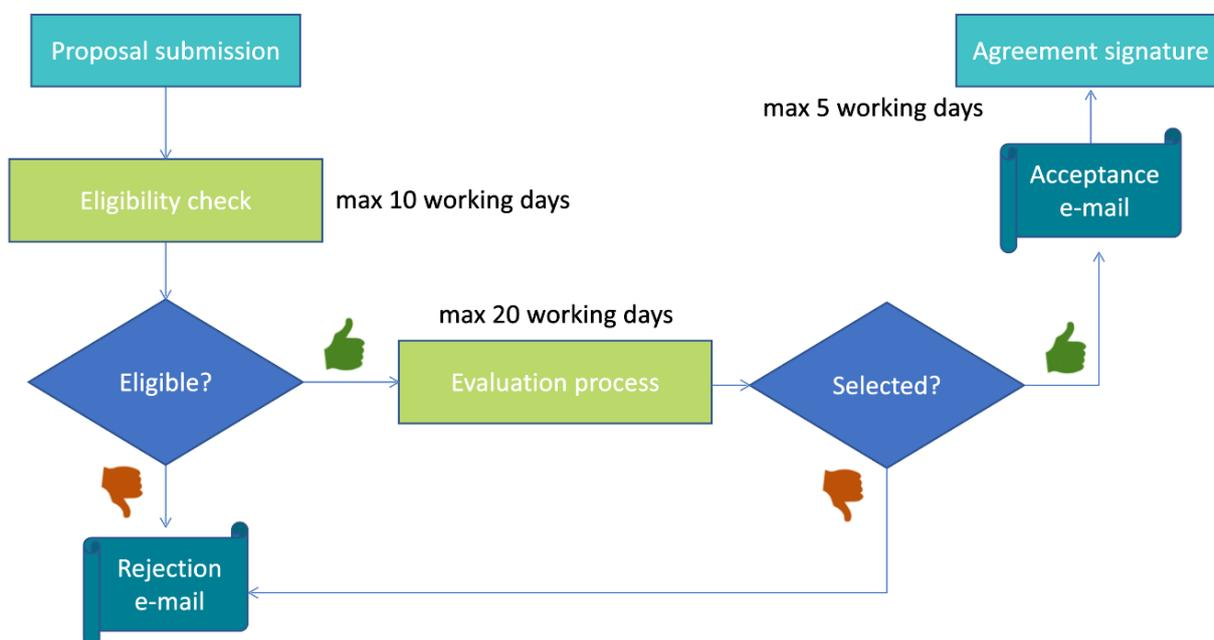 Proposal submission
Agreement signature
max 5 working days
Acceptance
e-mail
Eligibility check
max 10 working days
max 20 working days
Eligible?
Evaluation process
Selected?
Rejection
e-mail